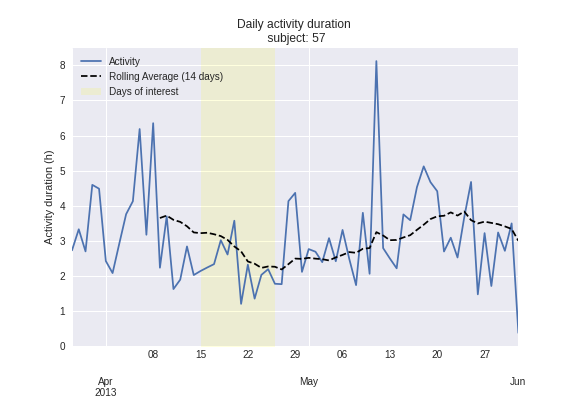 Daily activity duration
subject: 57
Activity
Rolling Average (14 days)
Days of interest
Activity duration (h)
8
7
6
5
4
3
2
1
0
08 15 22 29 06 13 20 27
Apr May Jun
2013